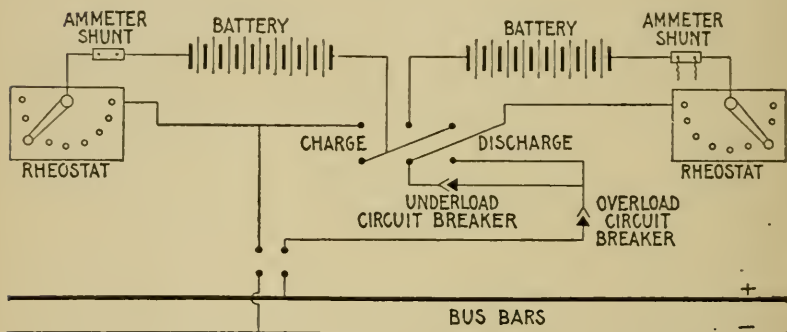 AMMETER
SHUNT
BATTERY
BATTERY
AMMETER
SHUNT
CHARGE
DISCHARGE
RHEOSTAT
RHEOSTAT
UNDERLOAD
CIRCUIT BREAKER
OVERLOAD
CIRCUIT
BREAKER
+
BUS BARS
—